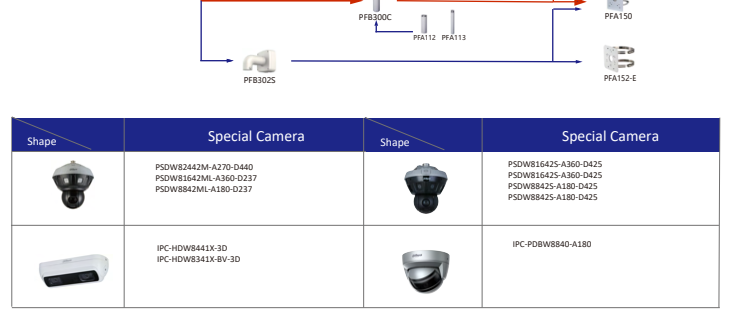 PFB300C
PFA150
PFA112 PFA113
PFB302S
PFA152-E
Shape
Special Camera
Shape
Special Camera
PSDW82442M-A270-D440
PSDW81642ML-A360-D237
PSDW8842ML-A180-D237
PSDW81642S-A360-D425
PSDW81642S-A360-D425
PSDW8842S-A180-D425
PSDW8842S-A180-D425
IPC-HDW8441X-3D
IPC-HDW8341X-BV-3D
IPC-PDBW8840-A180